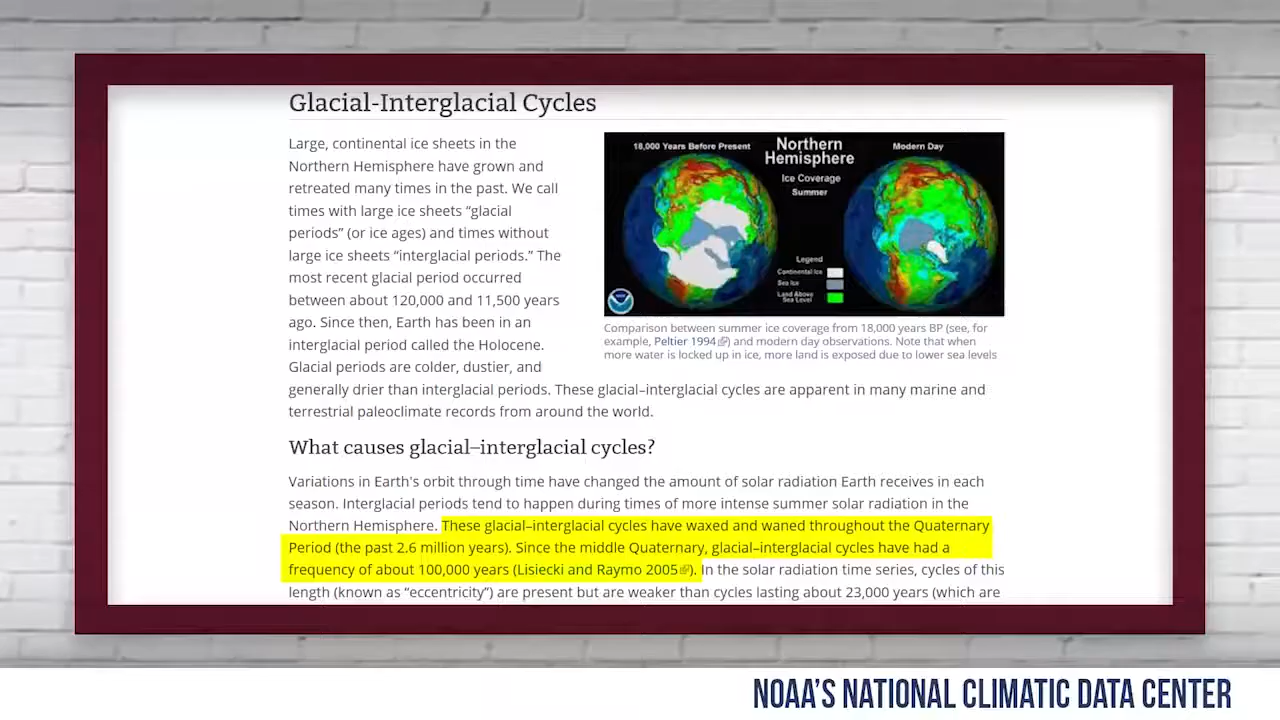 Glacial-Interglacial Cycles
Large, continental ice sheets in the
Northern Hemisphere have grown and
retreated many times in the past. We call
times with large ice sheets “glacial
periods” (or ice ages) and times without
large ice sheets “interglacial periods.” The
most recent glacial period occurred
between about 120,000 and 11,500 years
ago. Since then, Earth has been in an
interglacial period called the Holocene.
Glacial periods are colder, dustier, and
generally drier than interglacial periods. These glacial–interglacial cycles are apparent in many marine and
terrestrial paleoclimate records from around the world.
18,000 Years Before Present
Northern
Hemisphere
Ice Coverage
Summer
Modern Day
Legend
Continental Ice
Sea Ice
Land Above
Sea Level
Comparison between summer ice coverage from 18,000 years BP (see, for
example, Peltier 1994) and modern day observations. Note that when
more water is locked up in ice, more land is exposed due to lower sea levels
What causes glacial–interglacial cycles?
Variations in Earth's orbit through time have changed the amount of solar radiation Earth receives in each
season. Interglacial periods tend to happen during times of more intense summer solar radiation in the
Northern Hemisphere. These glacial–interglacial cycles have waxed and waned throughout the Quaternary
Period (the past 2.6 million years). Since the middle Quaternary, glacial–interglacial cycles have had a
frequency of about 100,000 years (Lisiecki and Raymo 2005). In the solar radiation time series, cycles of this
length (known as “eccentricity”) are present but are weaker than cycles lasting about 23,000 years (which are
NOAA'S NATIONAL CLIMATIC DATA CENTER